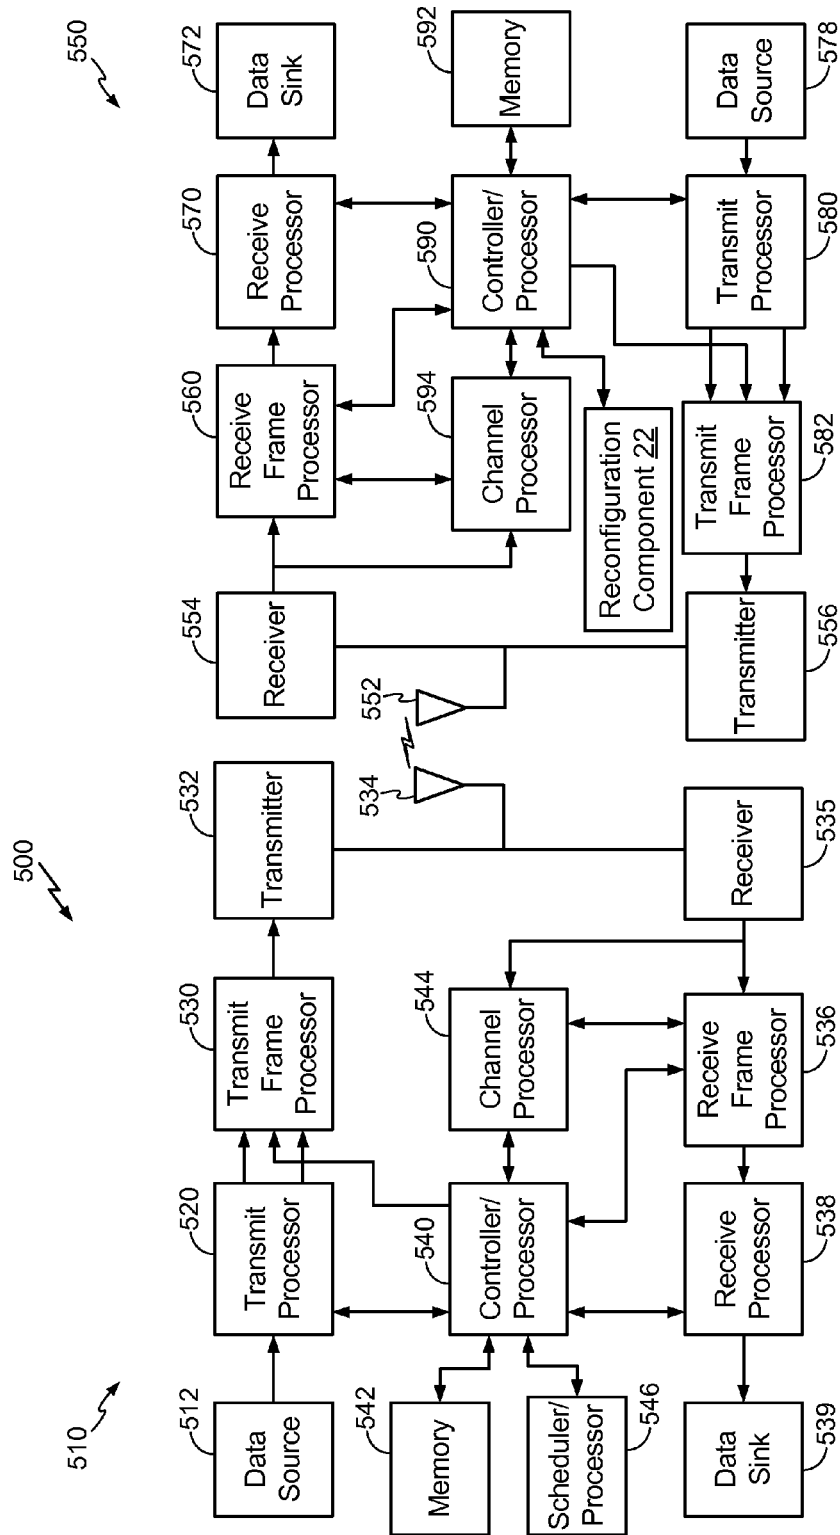 500
510
550
512
Data
Source
520
Transmit
Processor
530
Transmit
Frame
Processor
532
Transmitter
554
Receiver
560
Receive
Frame
Processor
570
Receive
Processor
572
Data
Sink
534
552
542
Memory
540
Controller/
Processor
544
Channel
Processor
594
Channel
Processor
590
Controller/
Processor
592
Memory
Scheduler/
Processor
546
Reconfiguration
Component 22
Data
Sink
539
Receive
Processor
538
Receive
Frame
Processor
536
Receiver
535
Transmitter
556
Transmit
Frame
Processor
582
Transmit
Processor
580
Data
Source
578